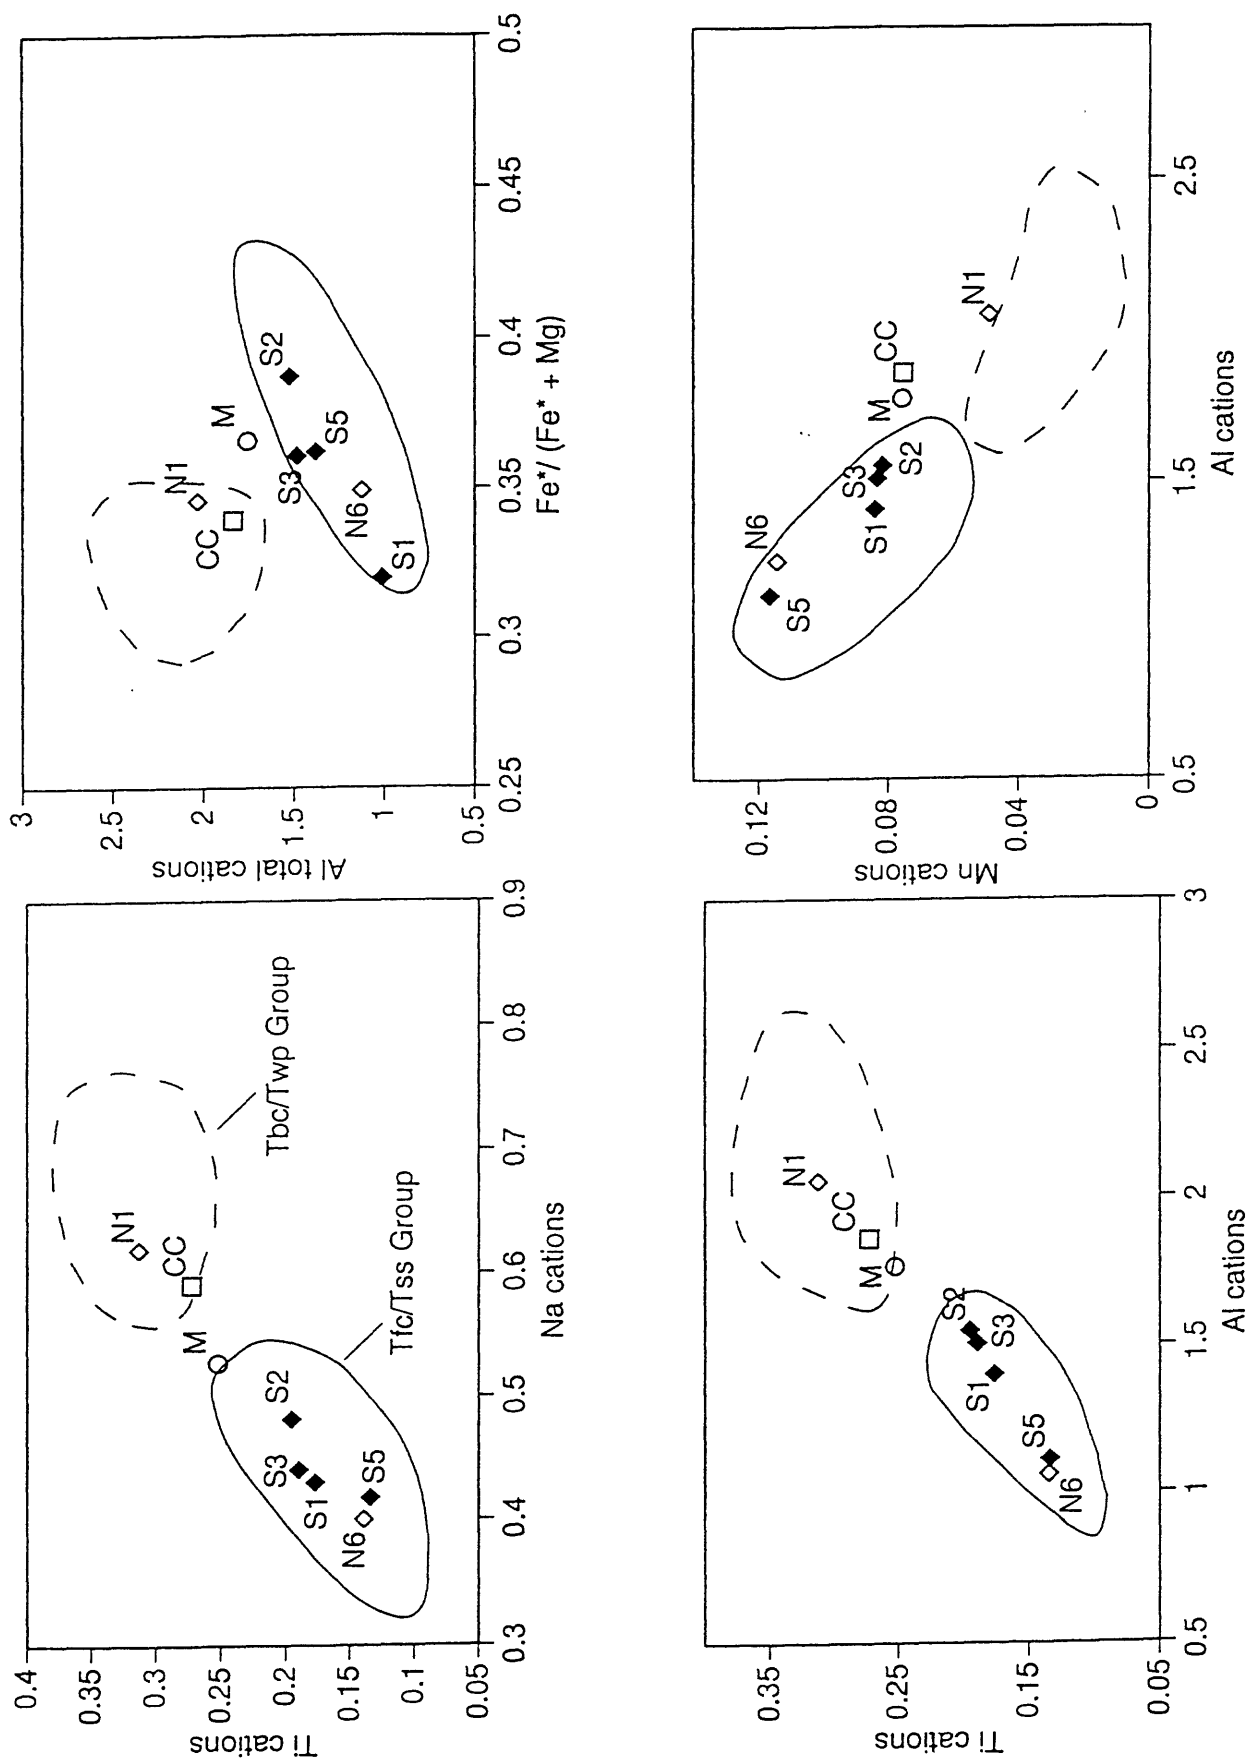 0.4
0.35
0.3
0.25
0.2
0.15
0.1
0.05
Ti cations
0.3
0.4
0.5
0.6
0.7
0.8
0.9
Na cations
N1
CC
M
S2
S3
S1
S5
N6
Tbc/Twp Group
Tfc/Tss Group
3
2.5
2
1.5
1
0.5
Al total cations
0.25
0.3
0.35
0.4
0.45
0.5
Fe*/ (Fe* + Mg)
N1
CC
M
S2
S3
S5
N6
S1
0.35
0.25
0.15
0.05
Ti cations
0.5
1
1.5
2
2.5
3
Al cations
N1
CC
M
S2
S3
S1
S5
N6
0.12
0.08
0.04
0
Mn cations
0.5
1.5
2.5
Al cations
N6
S5
S1
S3
S2
M
CC
N1